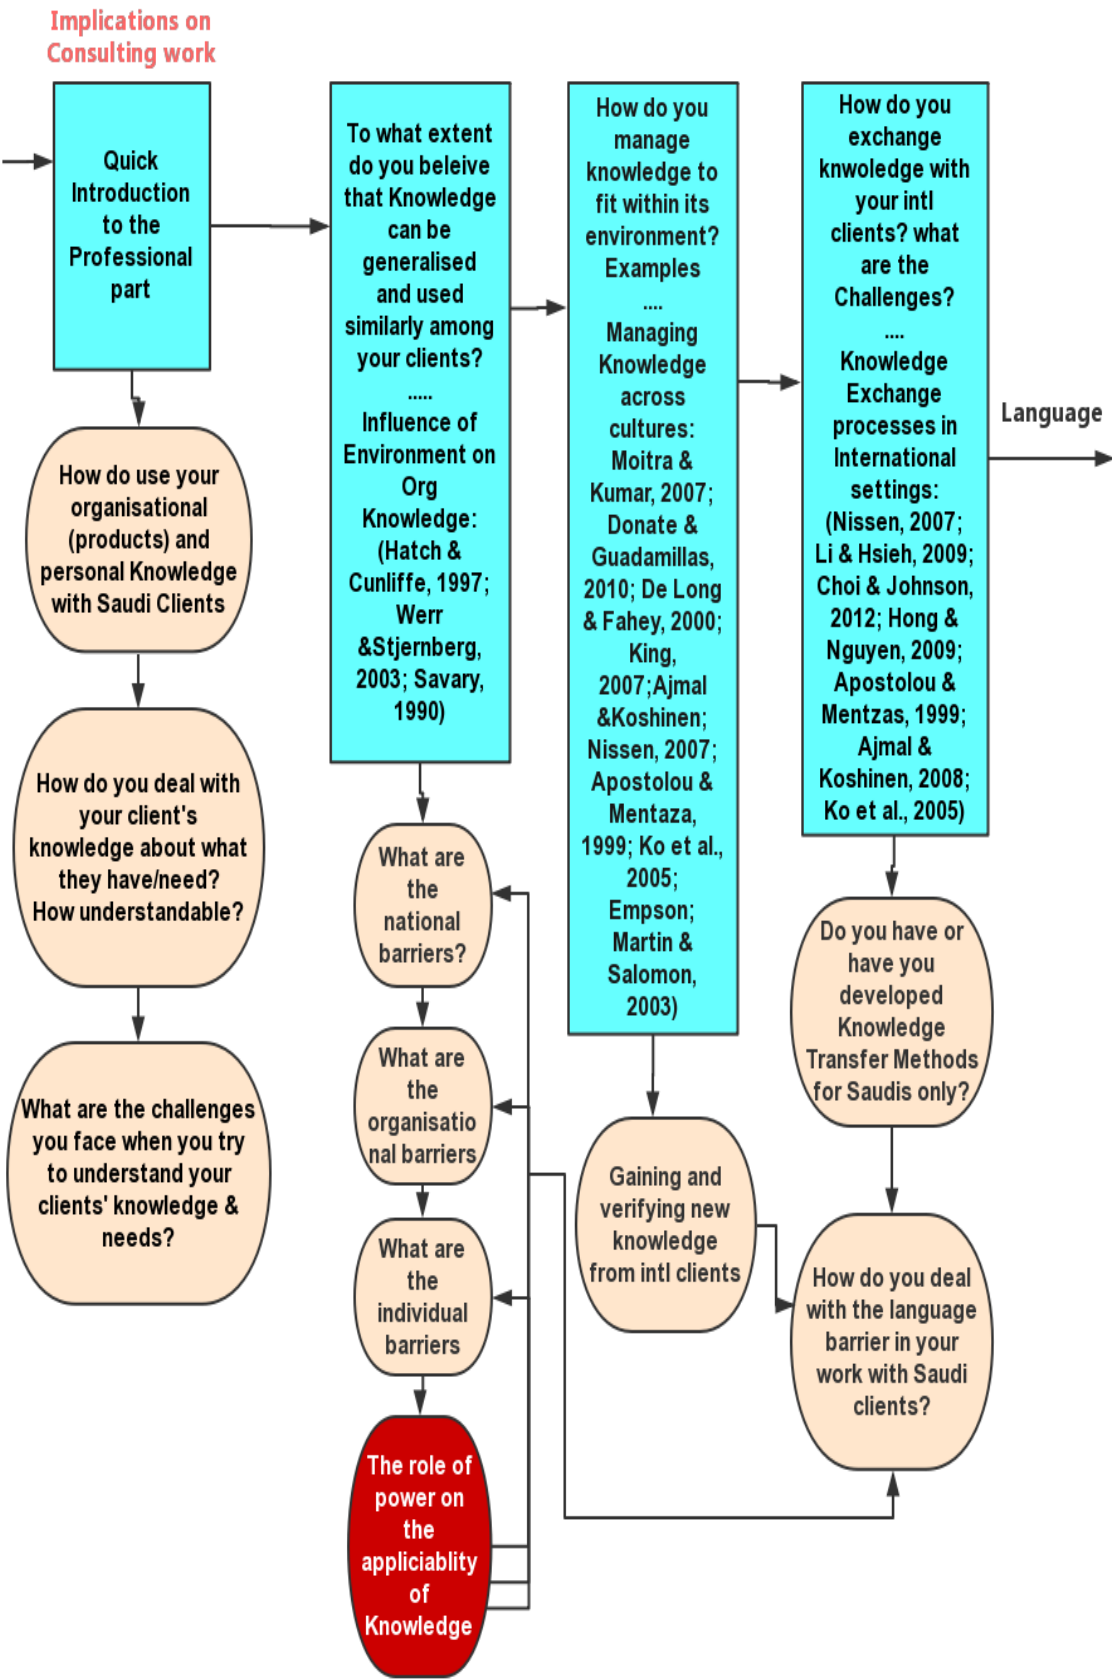 Implications on
Consulting work
Quick
Introduction
to the
Professional
part
How do use your
organisational
(products) and
personal Knowledge
with Saudi Clients
How do you deal with
your client's
knowledge about what
they have/need?
How understandable?
What are the challenges
you face when you try
to understand your
clients' knowledge &
needs?
To what extent
do you beleive
that Knowledge
can be
generalised
and used
similarly among
your clients?
.....
Influence of
Environment on
Org
Knowledge:
(Hatch &
Cunliffe, 1997;
Werr
&Stjernberg,
2003; Savary,
1990)
What are
the
national
barriers?
What are
the
organisatio
nal barriers
What are
the
individual
barriers
The role of
power on
the
appliciablity
of
Knowledge
How do you
manage
knowledge to
fit within its
environment?
Examples
....
Managing
Knowledge
across
cultures:
Moitra &
Kumar, 2007;
Donate &
Guadamillas,
2010; De Long
& Fahey, 2000;
King,
2007;Ajmal
&Koshinen;
Nissen, 2007;
Apostolou &
Mentaza,
1999; Ko et al.,
2005;
Empson;
Martin &
Salomon,
2003)
Gaining and
verifying new
knowledge
from intl clients
How do you
exchange
knwoledge with
your intl
clients? what
are the
Challenges?
....
Knowledge
Exchange
processes in
International
settings:
(Nissen, 2007;
Li & Hsieh, 2009;
Choi & Johnson,
2012; Hong &
Nguyen, 2009;
Apostolou &
Mentzas, 1999;
Ajmal &
Koshinen, 2008;
Ko et al., 2005)
Do you have or
have you
developed
Knowledge
Transfer Methods
for Saudis only?
How do you deal
with the language
barrier in your
work with Saudi
clients?
Language